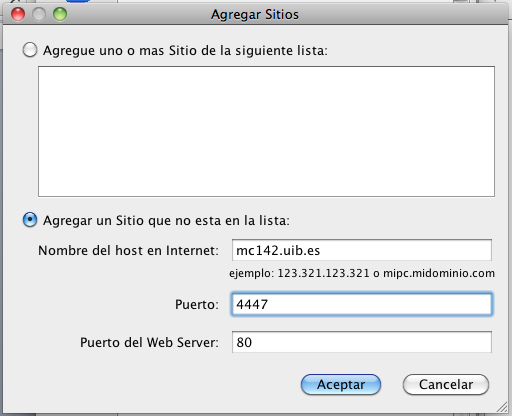 Agregar Sitios
Agregue uno o mas Sitio de la siguiente lista:
Agregar un Sitio que no esta en la lista:
Nombre del host en Internet: mc142.uib.es
ejemplo: 123.321.123.321 o mipc.midominio.com
Puerto: 4447
Puerto del Web Server: 80
Aceptar Cancelar